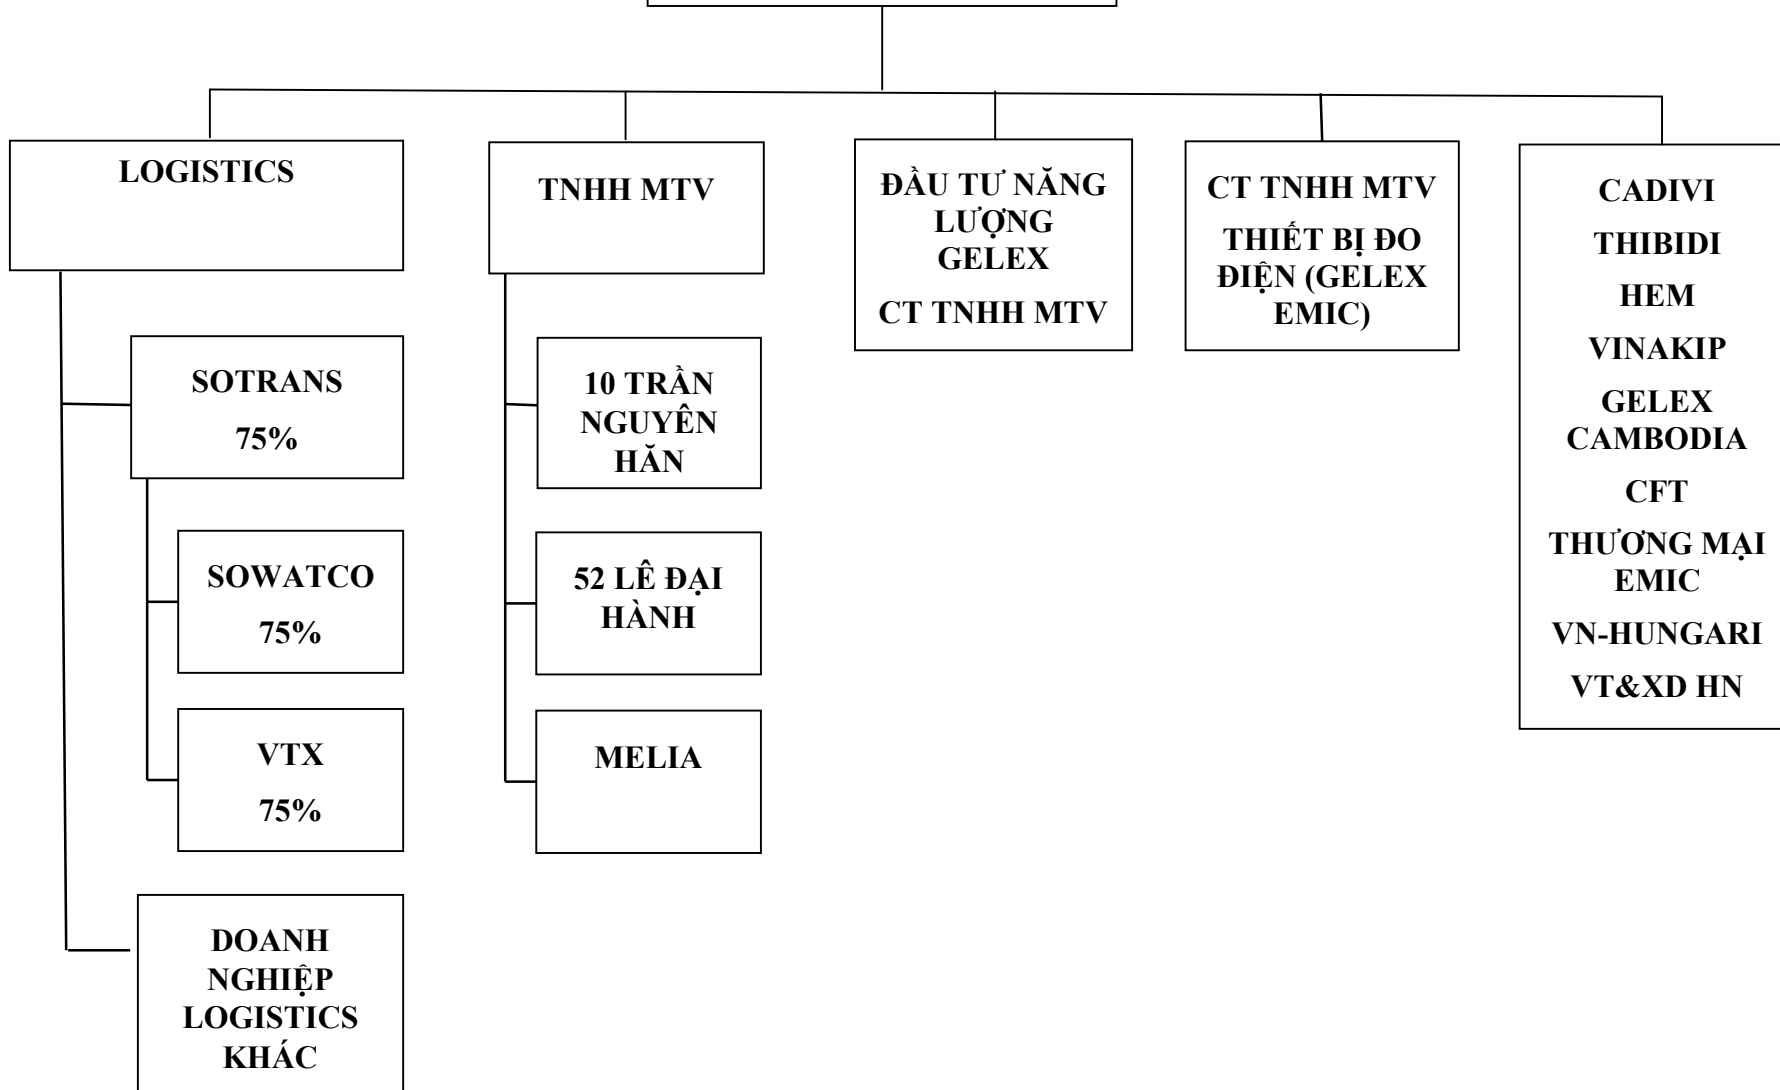 LOGISTICS
SOTRANS
75%
SOWATCO
75%
VTX
75%
DOANH
NGHIỆP
LOGISTICS
KHÁC
TNHH MTV
10 TRẦN
NGUYÊN
HĂN
52 LÊ ĐẠI
HÀNH
MELIA
ĐẦU TƯ NĂNG
LƯỢNG
GELEX
CT TNHH MTV
CT TNHH MTV
THIẾT BỊ ĐO
ĐIỆN (GELEX
EMIC)
CADIVI
THIBIDI
HEM
VINAKIP
GELEX
CAMBODIA
CFT
THƯƠNG MẠI
EMIC
VN-HUNGARI
VT&XD HN